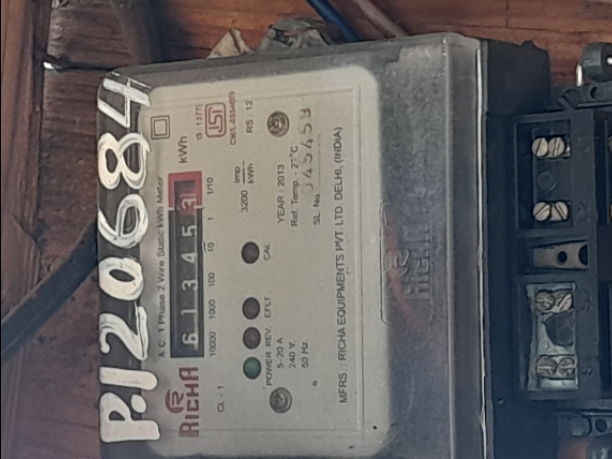 P.1220684
A.C. 1 Phase 2 Wire Static kWh Meter
IS : 13779
CM/L-8554699
RS : 12
kWh
6 1 3 4 5 3
10000 1000 100 10 1 1/10
RICHA
CL : 1
3200 Imp/kWh
POWER REV. EFLT CAL
5-20 A YEAR : 2013
240 V. Ref. Temp. - 27°C
50 Hz. SL. No. 045459
MFRS. : RICHA EQUIPMENTS PVT. LTD. DELHI, (INDIA)
RICHA